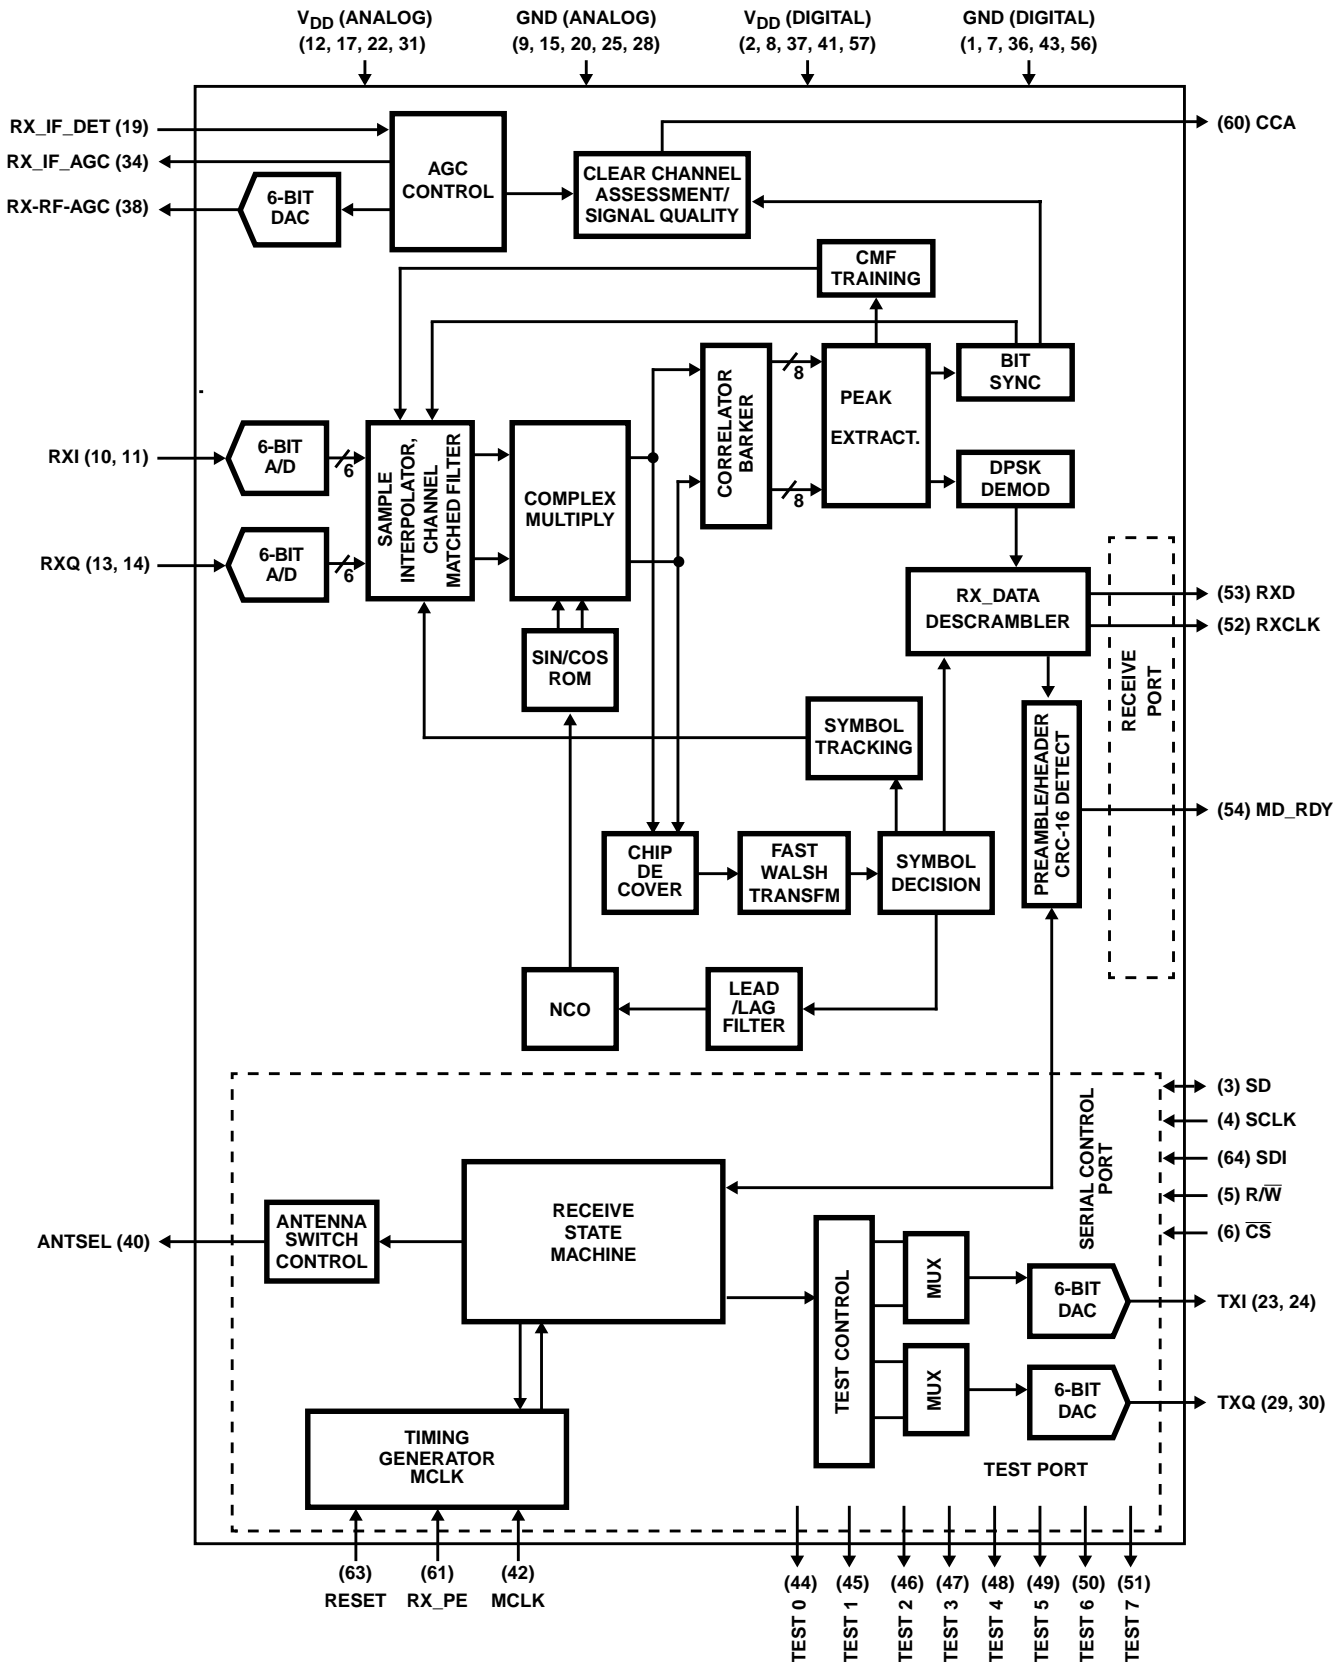 VDD (ANALOG)
(12, 17, 22, 31)
GND (ANALOG)
(9, 15, 20, 25, 28)
VDD (DIGITAL)
(2, 8, 37, 41, 57)
GND (DIGITAL)
(1, 7, 36, 43, 56)
RX_IF_DET (19)
RX_IF_AGC (34)
RX-RF-AGC (38)
6-BIT
DAC
AGC
CONTROL
CLEAR CHANNEL
ASSESSMENT/
SIGNAL QUALITY
(60) CCA
CMF
TRAINING
RXI (10, 11)
6-BIT
A/D
6
RXQ (13, 14)
6-BIT
A/D
6
SAMPLE
INTERPOLATOR,
CHANNEL
MATCHED FILTER
COMPLEX
MULTIPLY
CORRELATOR
BARKER
8
8
PEAK
EXTRACT.
BIT
SYNC
DPSK
DEMOD
RX_DATA
DESCRAMBLER
(53) RXD
(52) RXCLK
RECEIVE
PORT
SIN/COS
ROM
SYMBOL
TRACKING
PREAMBLE/HEADER
CRC-16 DETECT
(54) MD_RDY
CHIP
DE
COVER
FAST
WALSH
TRANSFM
SYMBOL
DECISION
NCO
LEAD
/LAG
FILTER
(3) SD
(4) SCLK
(64) SDI
(5) R/W̅
(6) C̅S̅
SERIAL CONTROL
PORT
RECEIVE
STATE
MACHINE
ANTSEL (40)
ANTENNA
SWITCH
CONTROL
TEST CONTROL
MUX
6-BIT
DAC
TXI (23, 24)
MUX
6-BIT
DAC
TXQ (29, 30)
TIMING
GENERATOR
MCLK
TEST PORT
(63)
RESET
(61)
RX_PE
(42)
MCLK
(44)
TEST 0
(45)
TEST 1
(46)
TEST 2
(47)
TEST 3
(48)
TEST 4
(49)
TEST 5
(50)
TEST 6
(51)
TEST 7